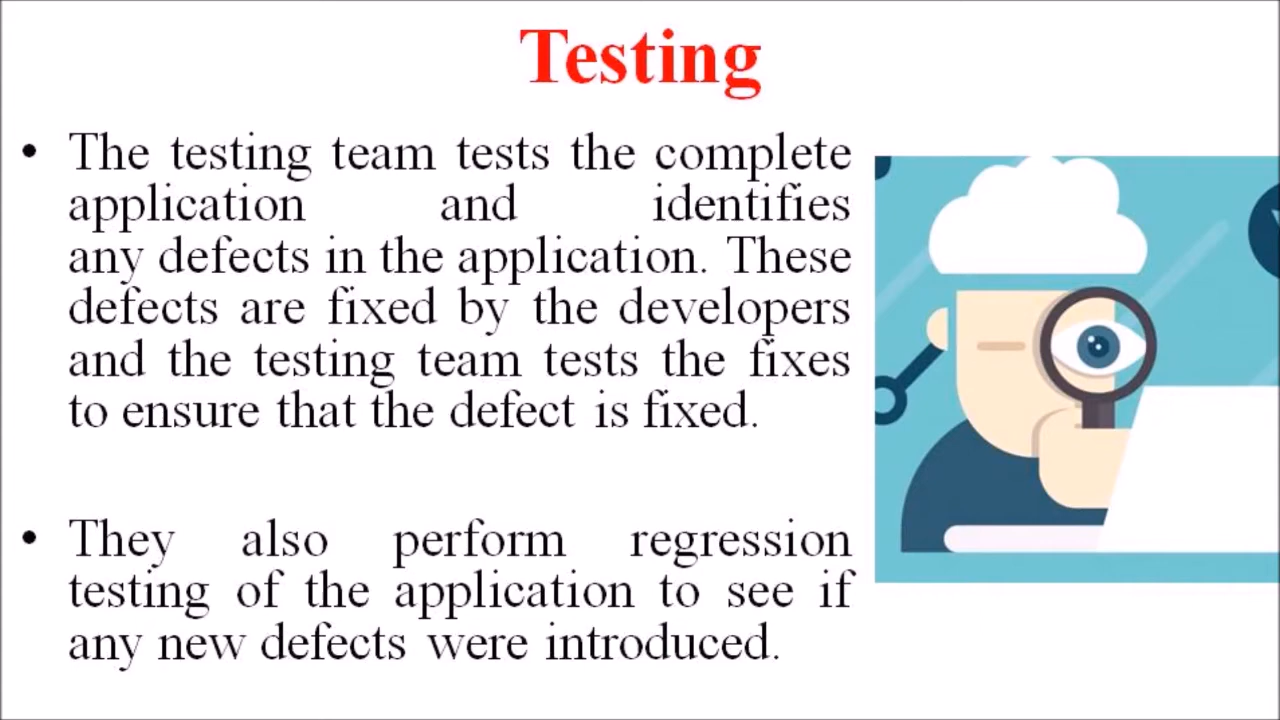 Testing
• The testing team tests the complete
application and identifies
any defects in the application. These
defects are fixed by the developers
and the testing team tests the fixes
to ensure that the defect is fixed.
• They also perform regression
testing of the application to see if
any new defects were introduced.